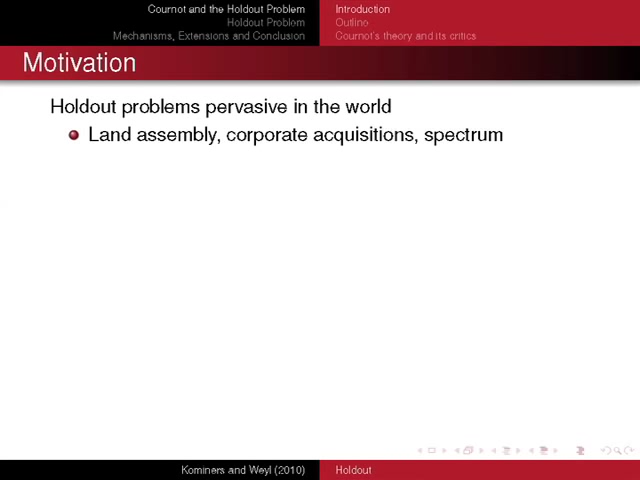 Cournot and the Holdout Problem
Holdout Problem
Mechanisms, Extensions and Conclusion
Introduction
Outline
Cournot's theory and its critics
Motivation
Holdout problems pervasive in the world
Land assembly, corporate acquisitions, spectrum
Kominers and Weyl (2010)
Holdout